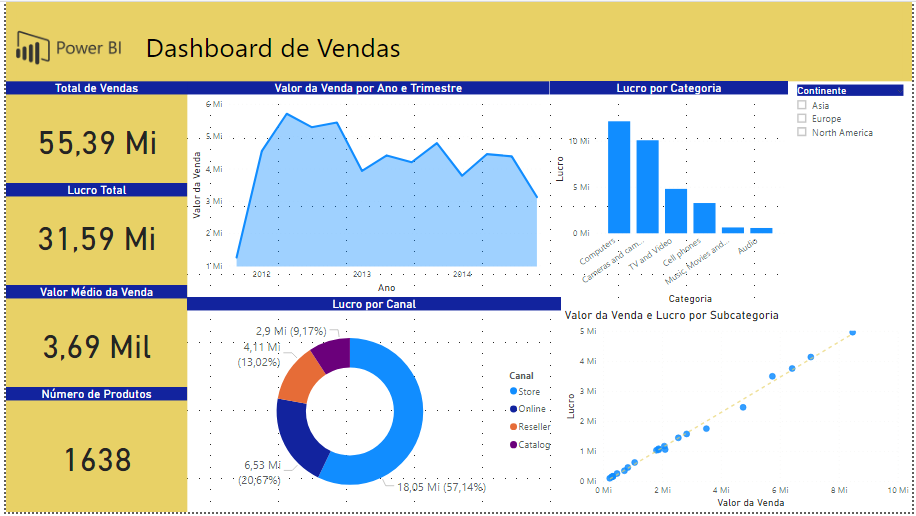 Power BI
Dashboard de Vendas
Total de Vendas
55,39 Mi
Lucro Total
31,59 Mi
Valor Médio da Venda
3,69 Mil
Número de Produtos
1638
Valor da Venda por Ano e Trimestre
Valor da Venda
6 Mi
5 Mi
4 Mi
3 Mi
2 Mi
1 Mi
2012
2013
2014
Ano
Lucro por Categoria
Lucro
10 Mi
5 Mi
0 Mi
Computers
Cameras and cam...
TV and Video
Cell phones
Music, Movies and...
Audio
Categoria
Continente
Asia
Europe
North America
Lucro por Canal
2,9 Mi (9,17%)
4,11 Mi
(13,02%)
6,53 Mi
(20,67%)
18,05 Mi (57,14%)
Canal
Store
Online
Reseller
Catalog
Valor da Venda e Lucro por Subcategoria
Lucro
5 Mi
4 Mi
3 Mi
2 Mi
1 Mi
0 Mi
0 Mi
2 Mi
4 Mi
6 Mi
8 Mi
10 Mi
Valor da Venda